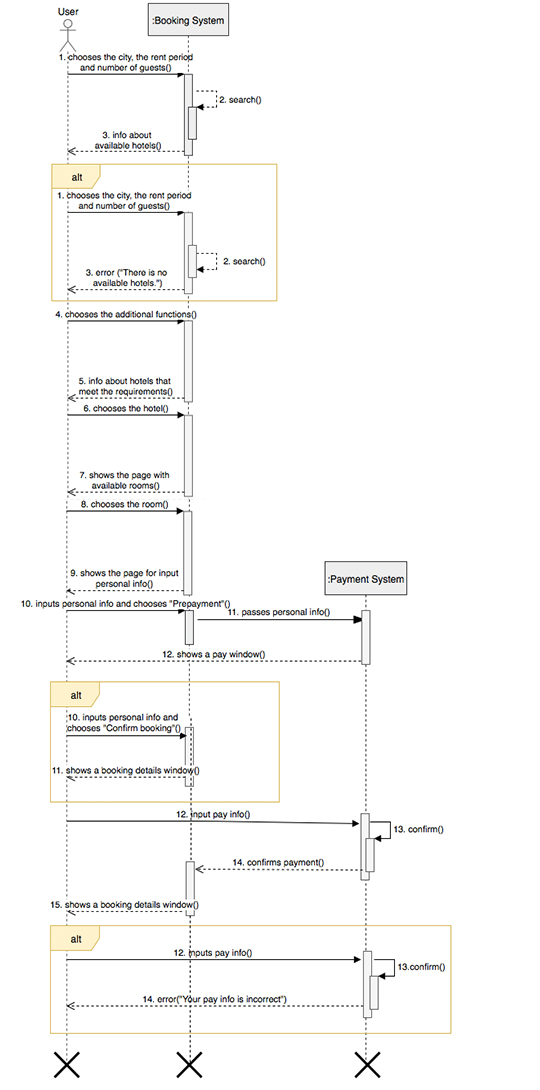 User
:Booking System
1. chooses the city, the rent period
and number of guests()
2. search()
3. info about
available hotels()
alt
1. chooses the city, the rent period
and number of guests()
2. search()
3. error ("There is no
available hotels.")
4. chooses the additional functions()
5. info about hotels that
meet the requirements()
6. chooses the hotel()
7. shows the page with
available rooms()
8. chooses the room()
9. shows the page for input
personal info()
:Payment System
10. inputs personal info and chooses "Prepayment"()
11. passes personal info()
12. shows a pay window()
alt
10. inputs personal info and
chooses "Confirm booking"()
11. shows a booking details window()
12. input pay info()
13. confirm()
14. confirms payment()
15. shows a booking details window()
alt
12. inputs pay info()
13.confirm()
14. error("Your pay info is incorrect")